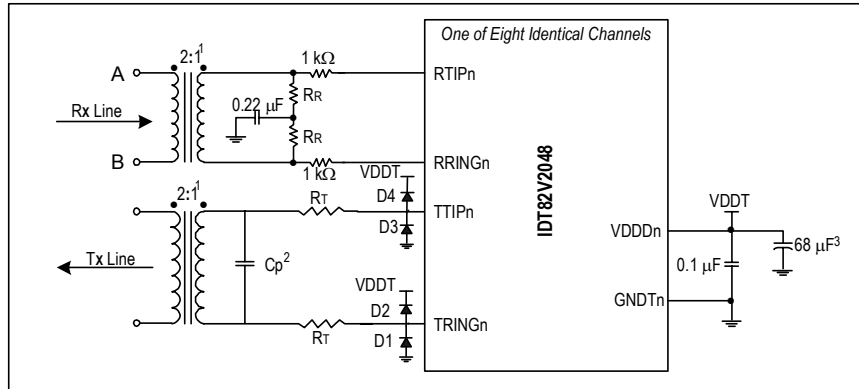 One of Eight Identical Channels
2:1¹
1 kΩ
A
RTIPn
RR
0.22 μF
Rx Line
RR
B
RRINGn
1 kΩ
VDDT
2:1¹
D4
RT
TTIPn
D3
IDT82V2048
VDDT
VDDDn
68 μF³
0.1 μF
Tx Line
Cp²
VDDT
GNDTn
D2
TRINGn
RT
D1